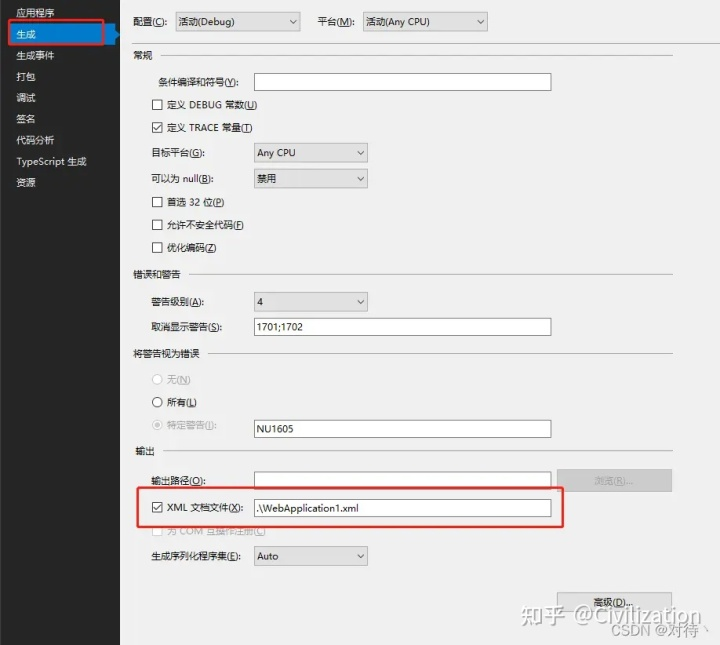 应用程序
生成
生成事件
打包
调试
签名
代码分析
TypeScript 生成
资源
配置(C): 活动(Debug) 平台(M): 活动(Any CPU)
常规
条件编译和符号(Y):
定义 DEBUG 常数(U)
定义 TRACE 常量(T)
目标平台(G): Any CPU
可以为 null(B): 禁用
首选 32 位(P)
允许不安全代码(F)
优化编码(Z)
错误和警告
警告级别(A): 4
取消显示警告(S): 1701;1702
将警告视为错误
无(N)
所有(L)
特定警告(I): NU1605
输出
输出路径(O): 浏览(R)...
XML 文档文件(X): .\WebApplication1.xml
为 COM 互操作注册(C)
生成序列化程序集(E): Auto
高级(D)...
知乎 @Civilization
CSDN @对待丶